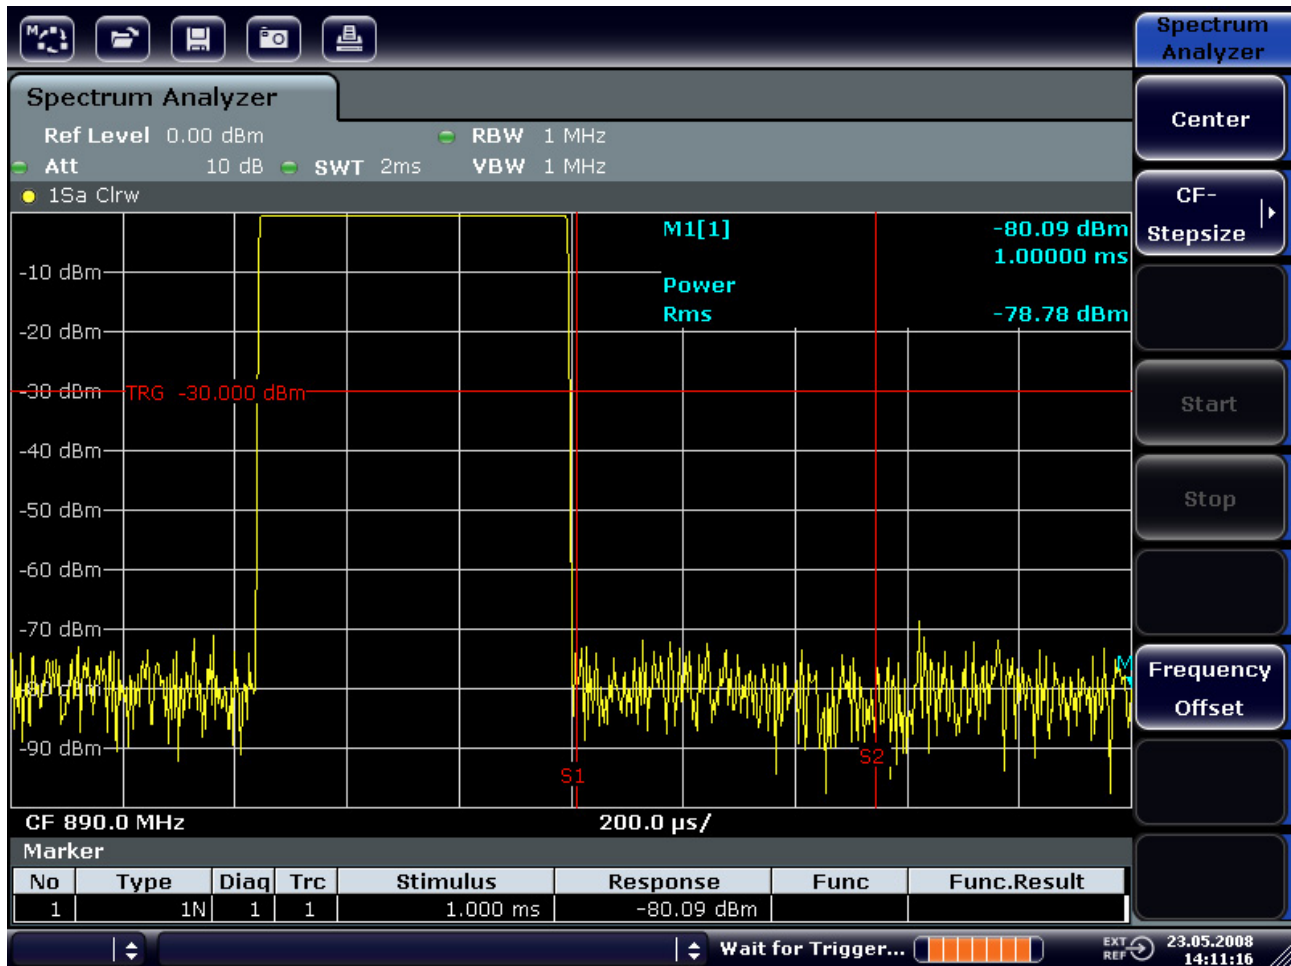 M
Spectrum Analyzer
Spectrum Analyzer
Ref Level 0.00 dBm RBW 1 MHz
Att 10 dB SWT 2ms VBW 1 MHz
1Sa Clrw
M1[1] -80.09 dBm
1.00000 ms
Power
Rms -78.78 dBm
-10 dBm
-20 dBm
-30 dBm
TRG -30.000 dBm
-40 dBm
-50 dBm
-60 dBm
-70 dBm
-80 dBm
-90 dBm
S1
S2
CF 890.0 MHz 200.0 µs/
Marker
No Type Diaq Trc Stimulus Response Func Func.Result
1 1N 1 1 1.000 ms -80.09 dBm
Wait for Trigger...
EXT REF
23.05.2008
14:11:16
Center
CF-
Stepsize
Start
Stop
Frequency
Offset